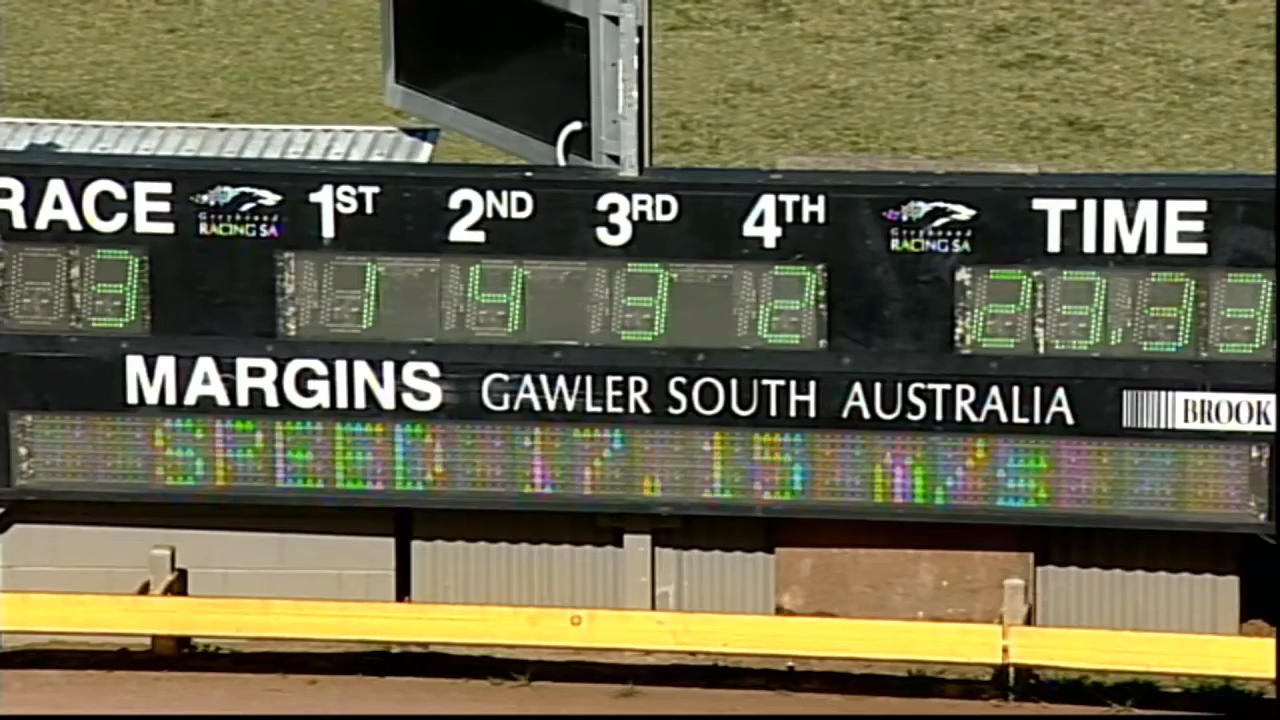 RACE Greyhound RACING SA 1ST 2ND 3RD 4TH Greyhound RACING SA TIME
3 1 4 3 2 23.33
MARGINS GAWLER SOUTH AUSTRALIA BROOK
SPEED 17.15 m/s